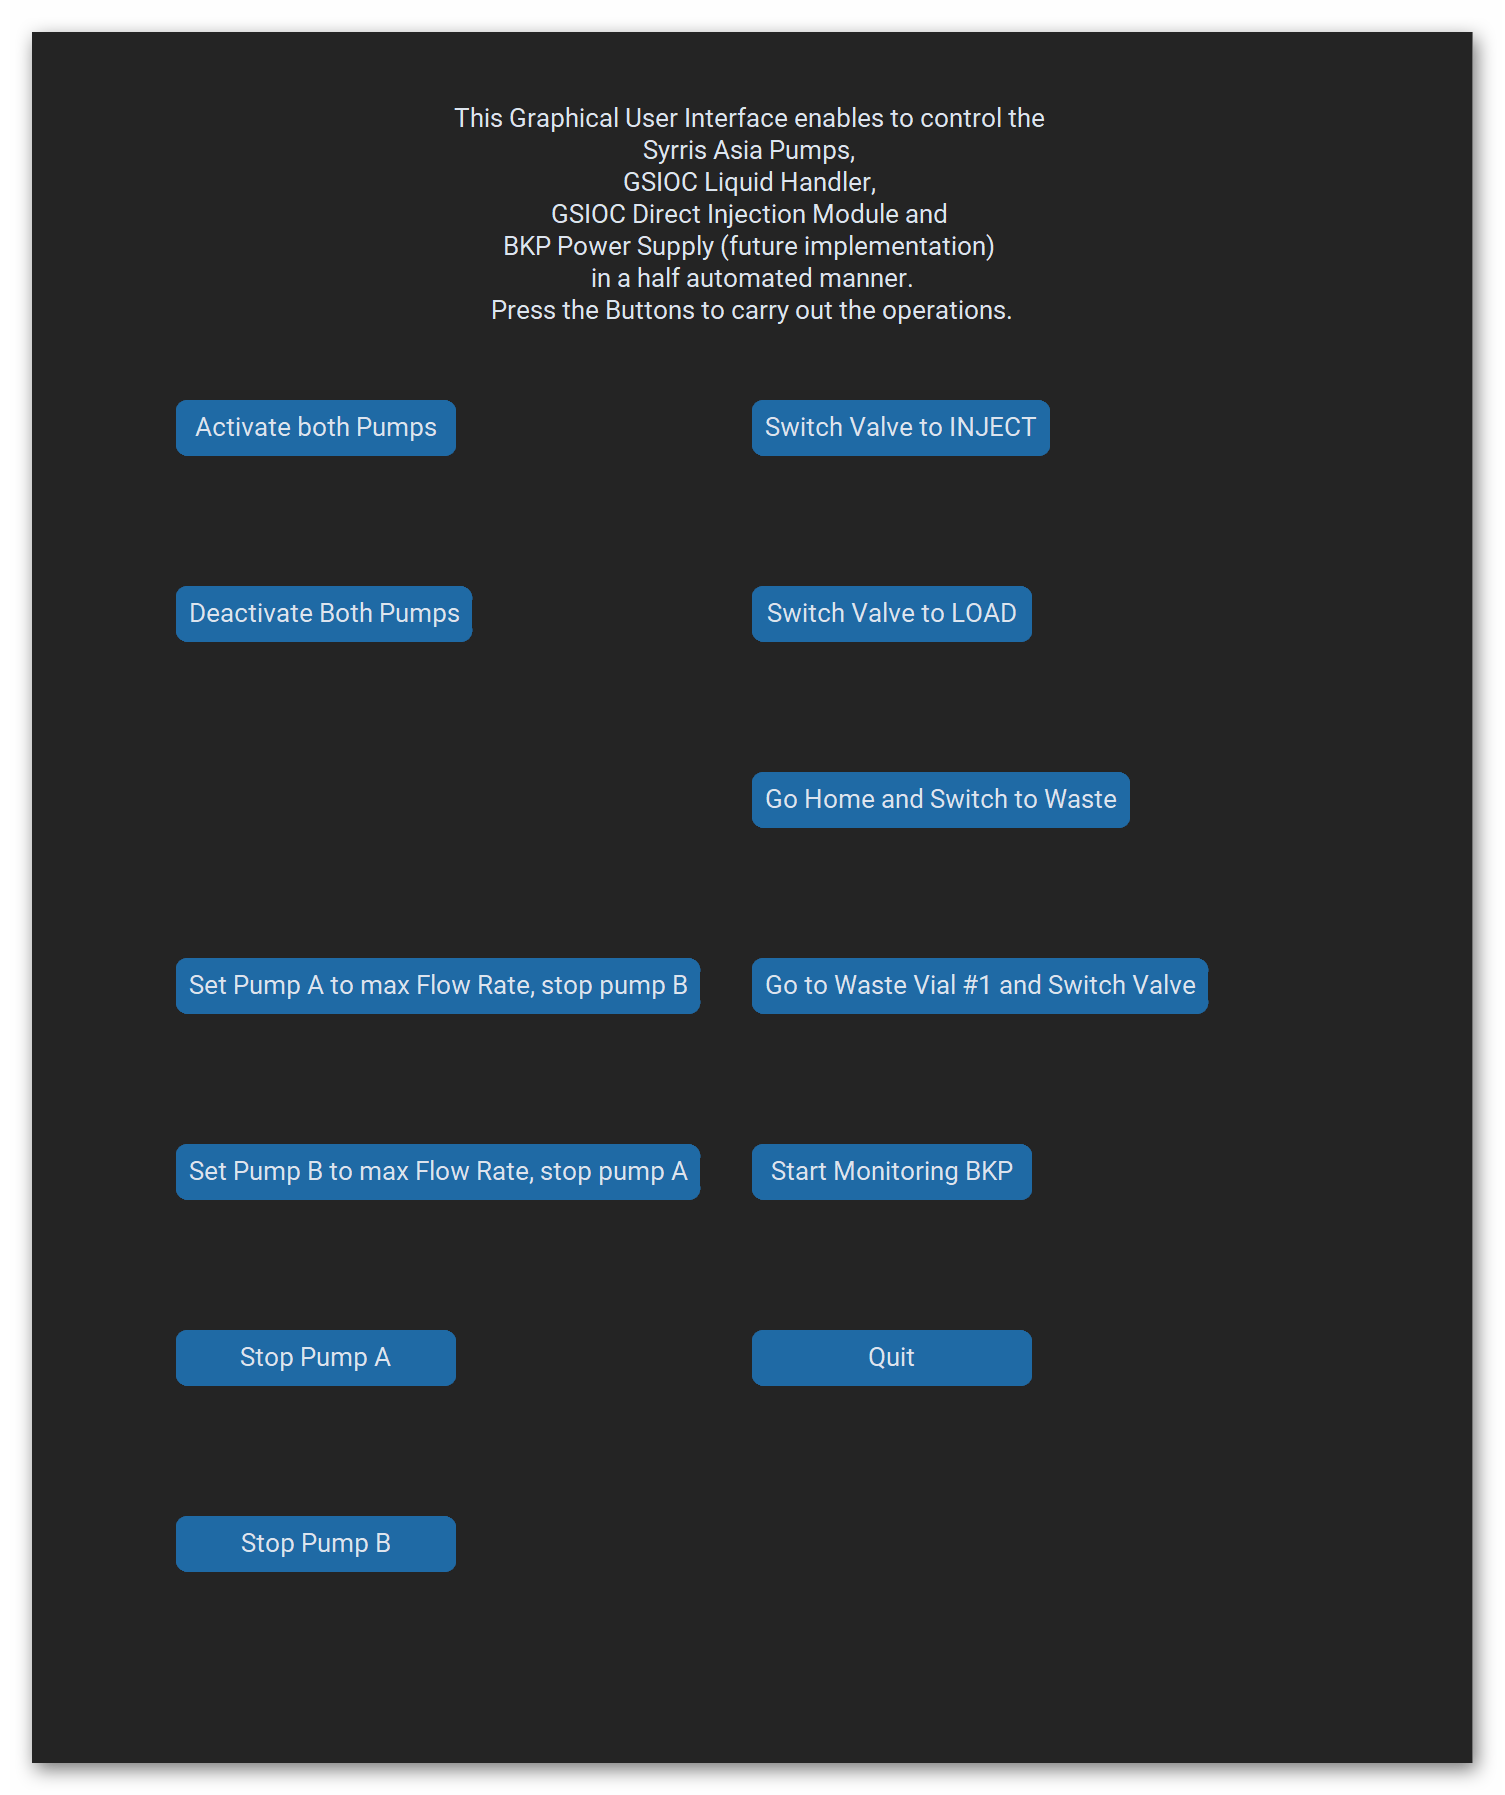 This Graphical User Interface enables to control the
Syrris Asia Pumps,
GSIOC Liquid Handler,
GSIOC Direct Injection Module and
BKP Power Supply (future implementation)
in a half automated manner.
Press the Buttons to carry out the operations.
Activate both Pumps
Switch Valve to INJECT
Deactivate Both Pumps
Switch Valve to LOAD
Go Home and Switch to Waste
Set Pump A to max Flow Rate, stop pump B
Go to Waste Vial #1 and Switch Valve
Set Pump B to max Flow Rate, stop pump A
Start Monitoring BKP
Stop Pump A
Quit
Stop Pump B